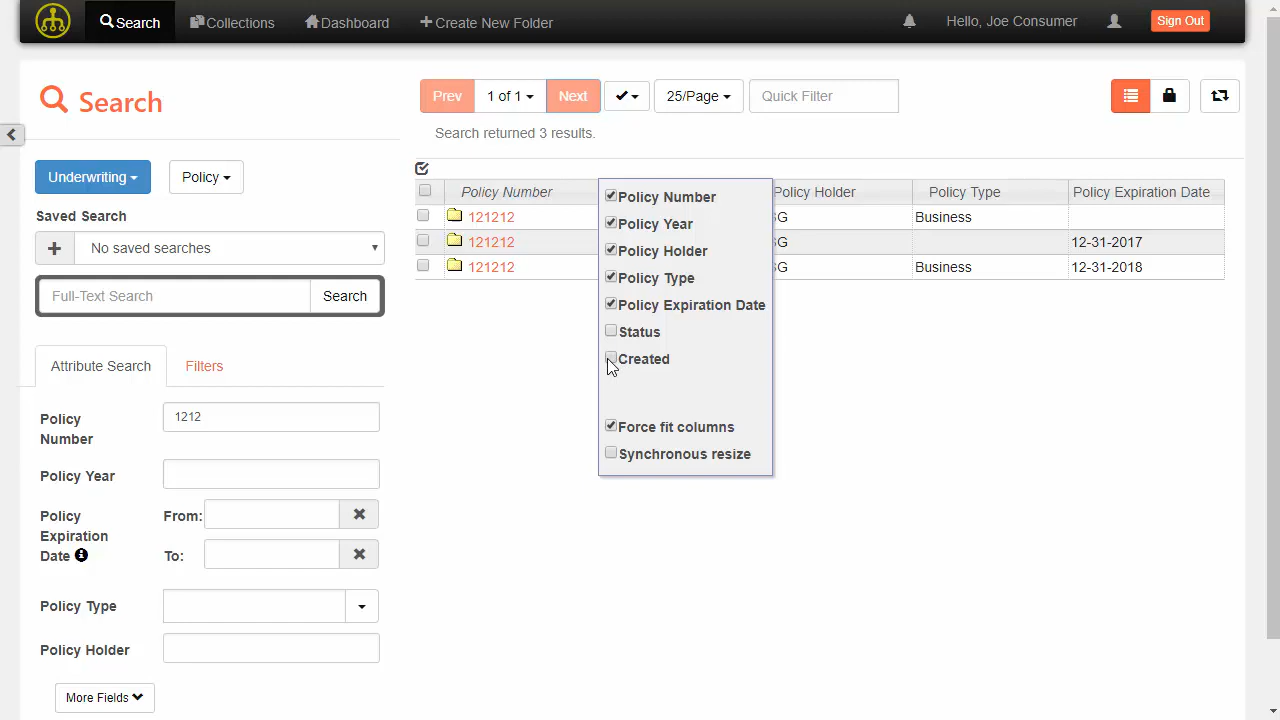 Search Collections Dashboard Create New Folder Hello, Joe Consumer Sign Out
Search
Prev 1 of 1 Next 25/Page Quick Filter
Search returned 3 results.
Underwriting Policy
Saved Search
No saved searches
Full-Text Search Search
Attribute Search Filters
Policy Number 1212
Policy Year
Policy Expiration Date From:
To:
Policy Type
Policy Holder
More Fields
Policy Number Policy Holder Policy Type Policy Expiration Date
121212 Business
121212 12-31-2017
121212 Business 12-31-2018
Policy Number
Policy Year
Policy Holder
Policy Type
Policy Expiration Date
Status
Created
Force fit columns
Synchronous resize